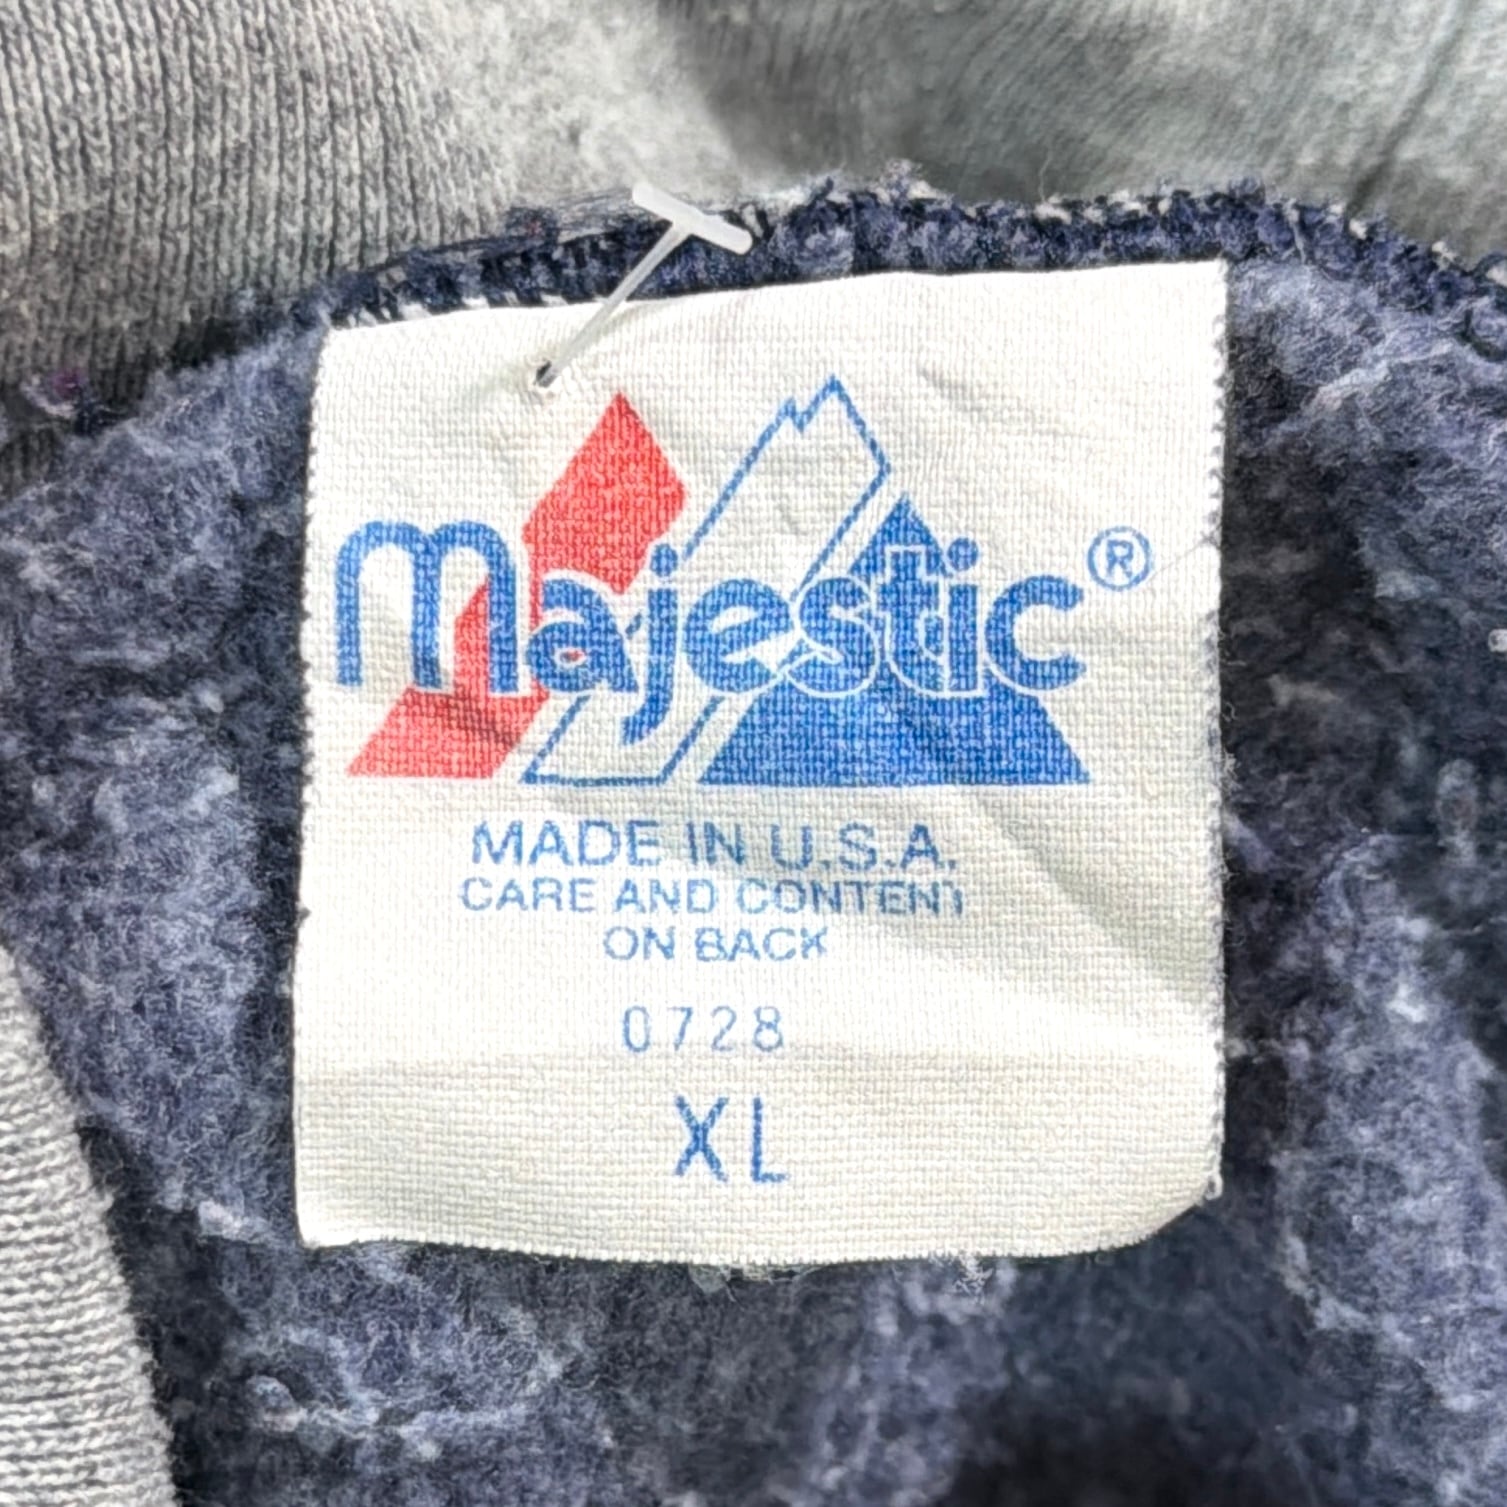 majestic®
MADE IN U.S.A.
CARE AND CONTENT
ON BACK
0728
XL